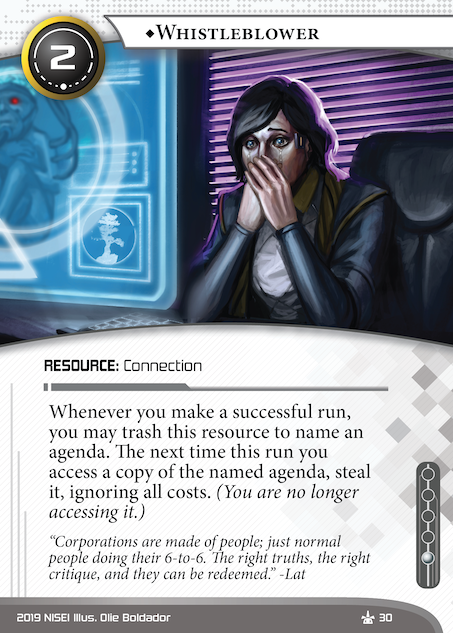 2
♦WHISTLEBLOWER
RESOURCE: Connection
Whenever you make a successful run,
you may trash this resource to name an
agenda. The next time this run you
access a copy of the named agenda, steal
it, ignoring all costs. (You are no longer
accessing it.)
“Corporations are made of people; just normal
people doing their 6-to-6. The right truths, the right
critique, and they can be redeemed.” -Lat
2019 NISEI Illus. Olie Boldador
30